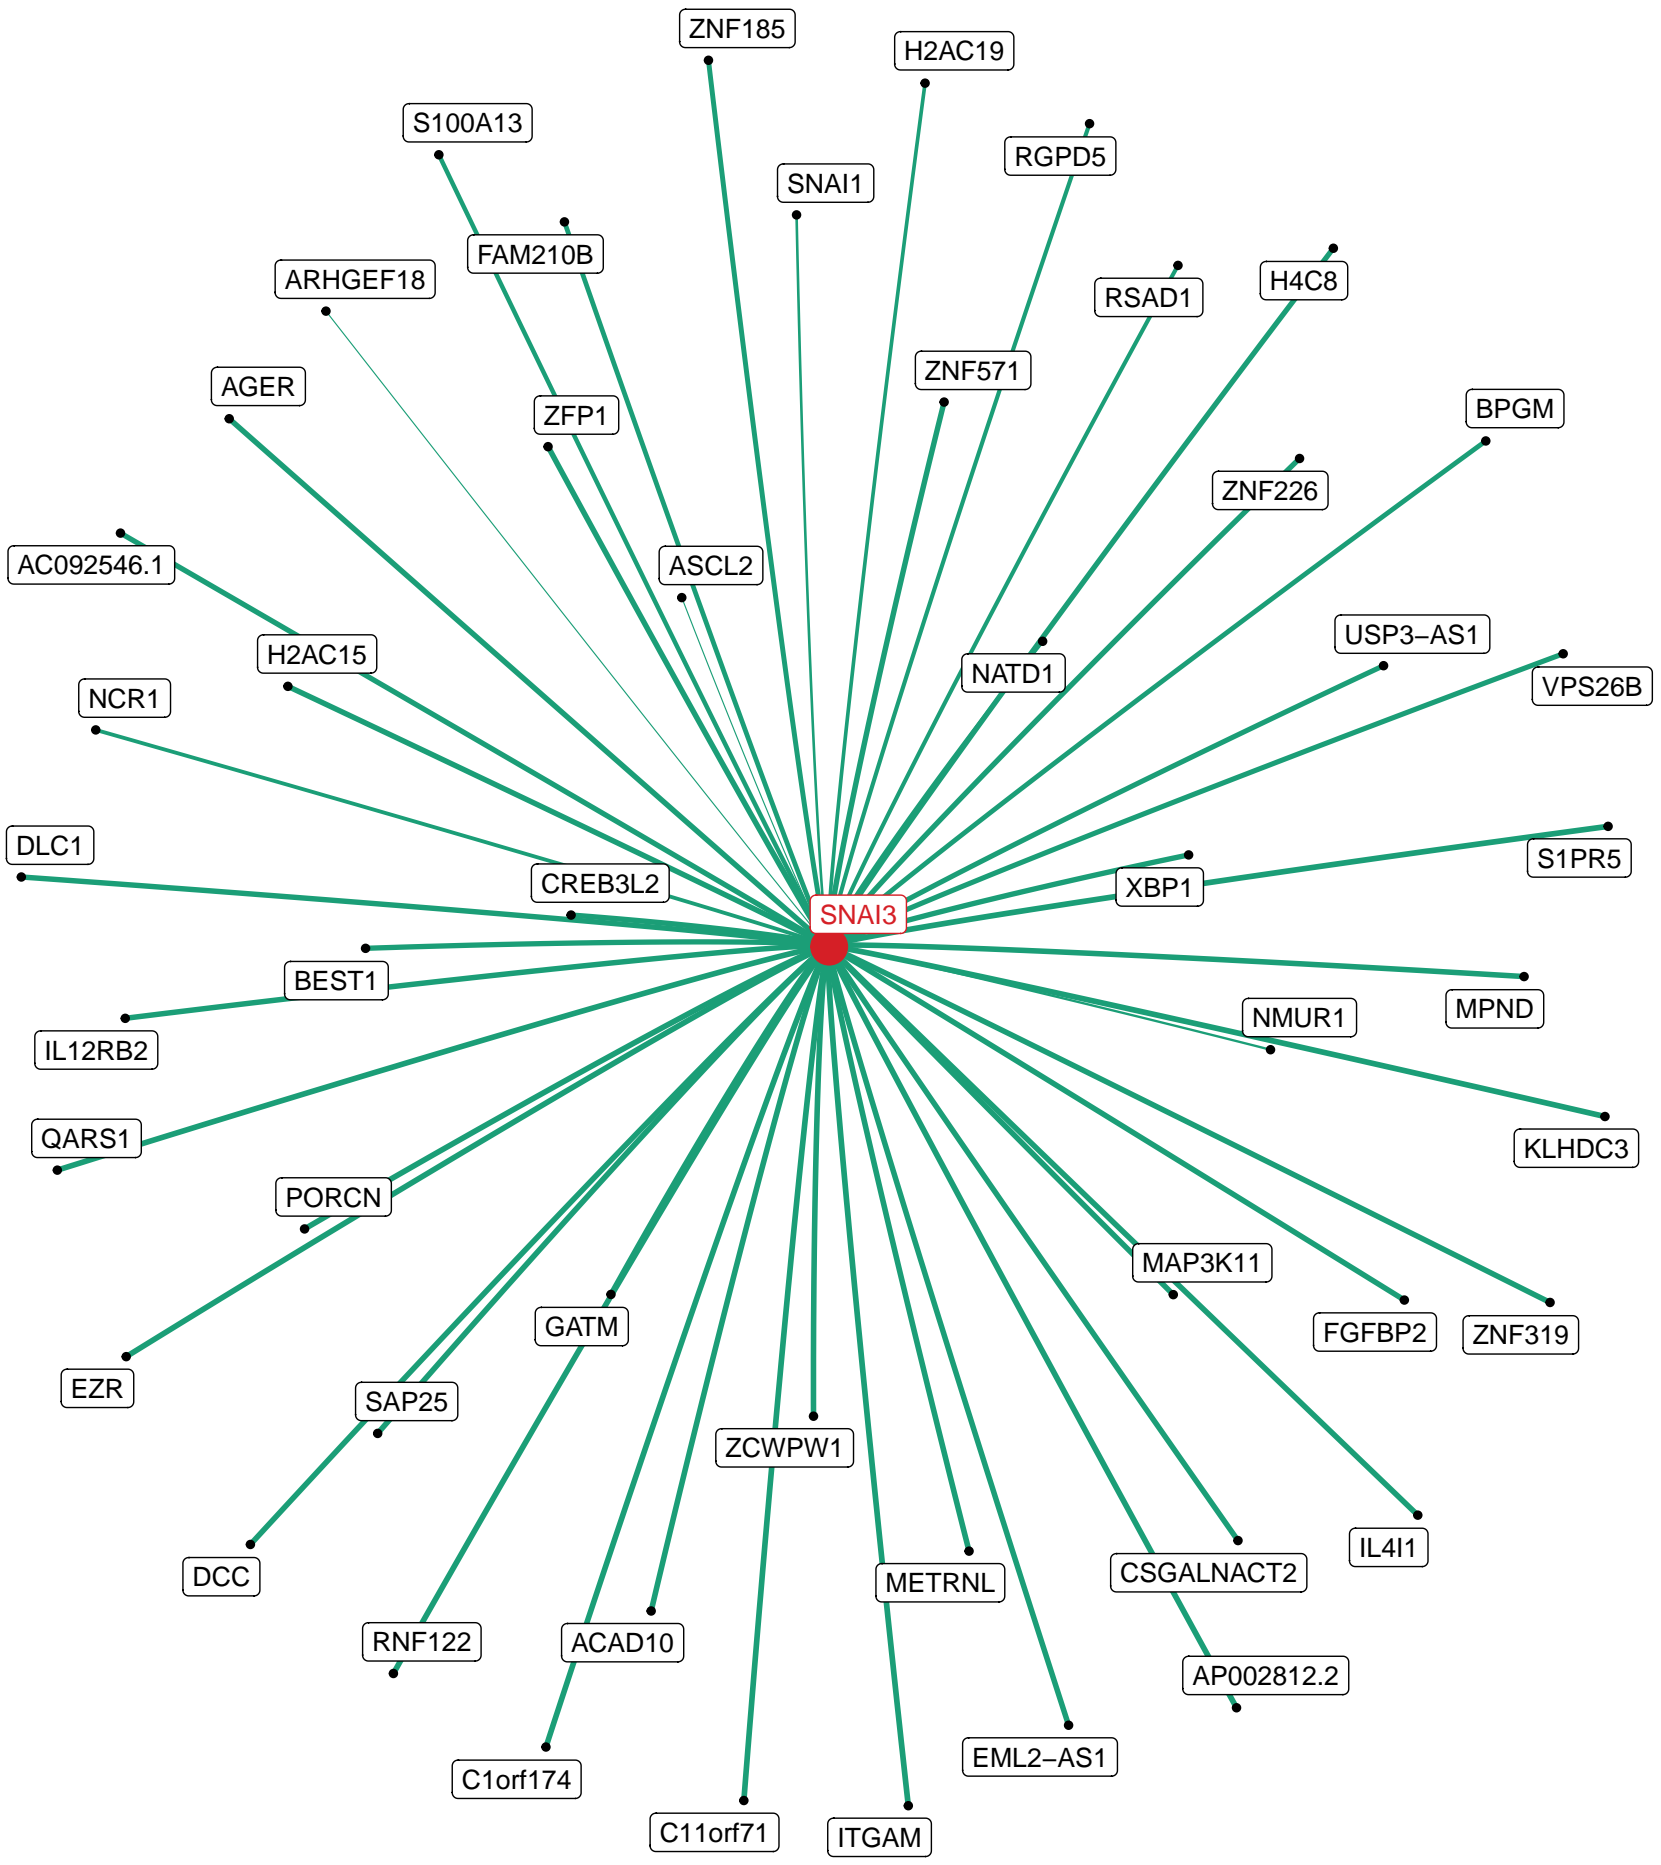 ZNF185
H2AC19
S100A13
RGPD5
SNAI1
FAM210B
ARHGEF18
RSAD1
H4C8
ZNF571
AGER
ZFP1
BPGM
ZNF226
AC092546.1
ASCL2
USP3−AS1
H2AC15
NATD1
VPS26B
NCR1
DLC1
S1PR5
CREB3L2
XBP1
SNAI3
BEST1
MPND
NMUR1
IL12RB2
QARS1
KLHDC3
PORCN
MAP3K11
GATM
FGFBP2
ZNF319
EZR
SAP25
ZCWPW1
IL4I1
CSGALNACT2
DCC
METRNL
RNF122
ACAD10
AP002812.2
EML2−AS1
C1orf174
C11orf71
ITGAM